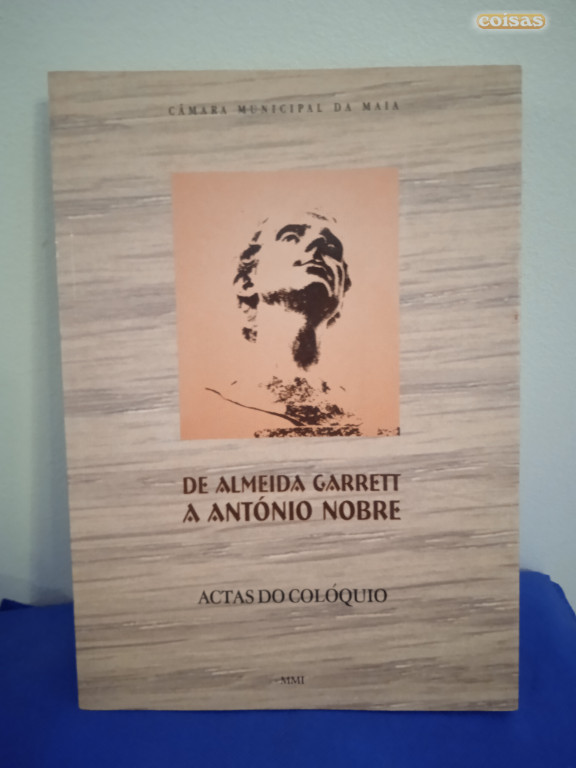 coisas
CÂMARA MUNICIPAL DA MAIA
DE ALMEIDA GARRETT
A ANTÓNIO NOBRE
ACTAS DO COLÓQUIO
MMI